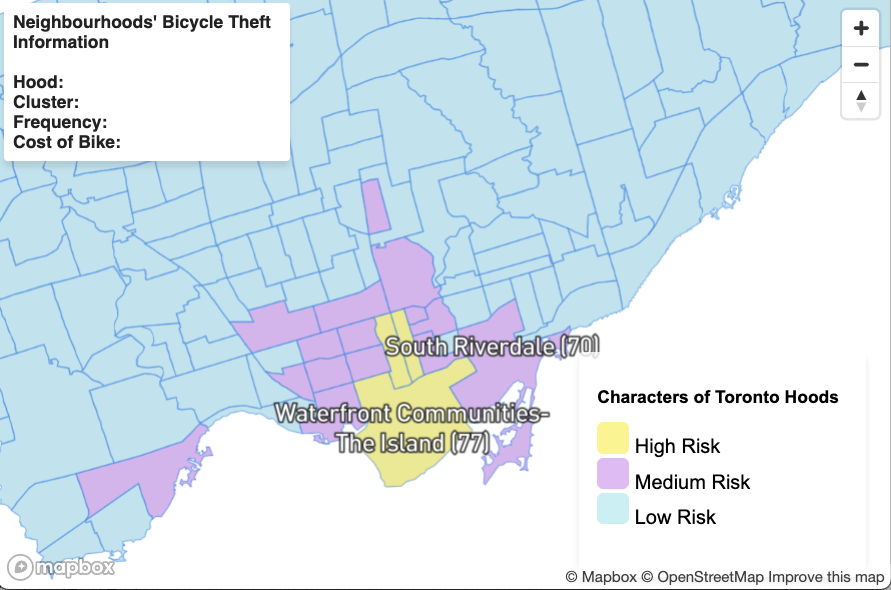 Neighbourhoods' Bicycle Theft
Information
Hood:
Cluster:
Frequency:
Cost of Bike:
South Riverdale (70)
Waterfront Communities-
The Island (77)
Characters of Toronto Hoods
High Risk
Medium Risk
Low Risk
mapbox
© Mapbox © OpenStreetMap Improve this map